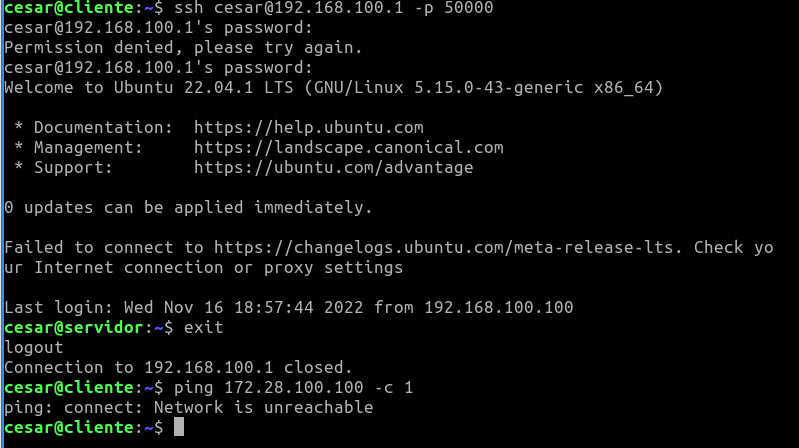 cesar@cliente:~$ ssh cesar@192.168.100.1 -p 50000
cesar@192.168.100.1's password:
Permission denied, please try again.
cesar@192.168.100.1's password:
Welcome to Ubuntu 22.04.1 LTS (GNU/Linux 5.15.0-43-generic x86_64)

 * Documentation:  https://help.ubuntu.com
 * Management:     https://landscape.canonical.com
 * Support:        https://ubuntu.com/advantage

0 updates can be applied immediately.

Failed to connect to https://changelogs.ubuntu.com/meta-release-lts. Check yo
ur Internet connection or proxy settings

Last login: Wed Nov 16 18:57:44 2022 from 192.168.100.100
cesar@servidor:~$ exit
logout
Connection to 192.168.100.1 closed.
cesar@cliente:~$ ping 172.28.100.100 -c 1
ping: connect: Network is unreachable
cesar@cliente:~$